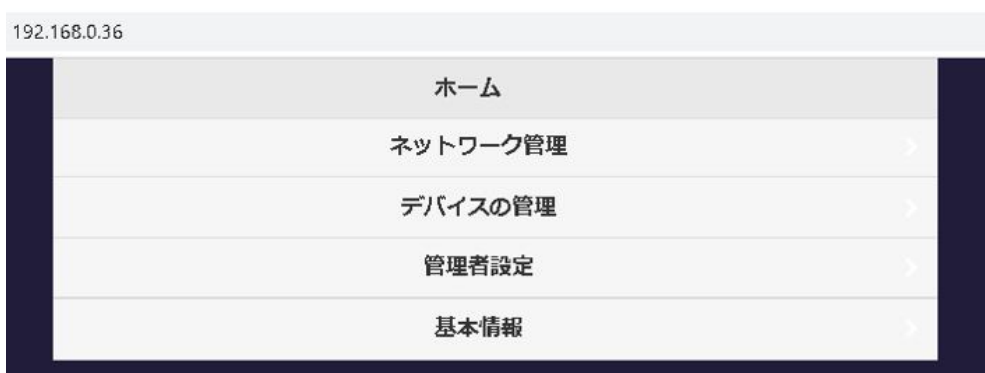 192.168.0.36
ホーム
ネットワーク管理
デバイスの管理
管理者設定
基本情報